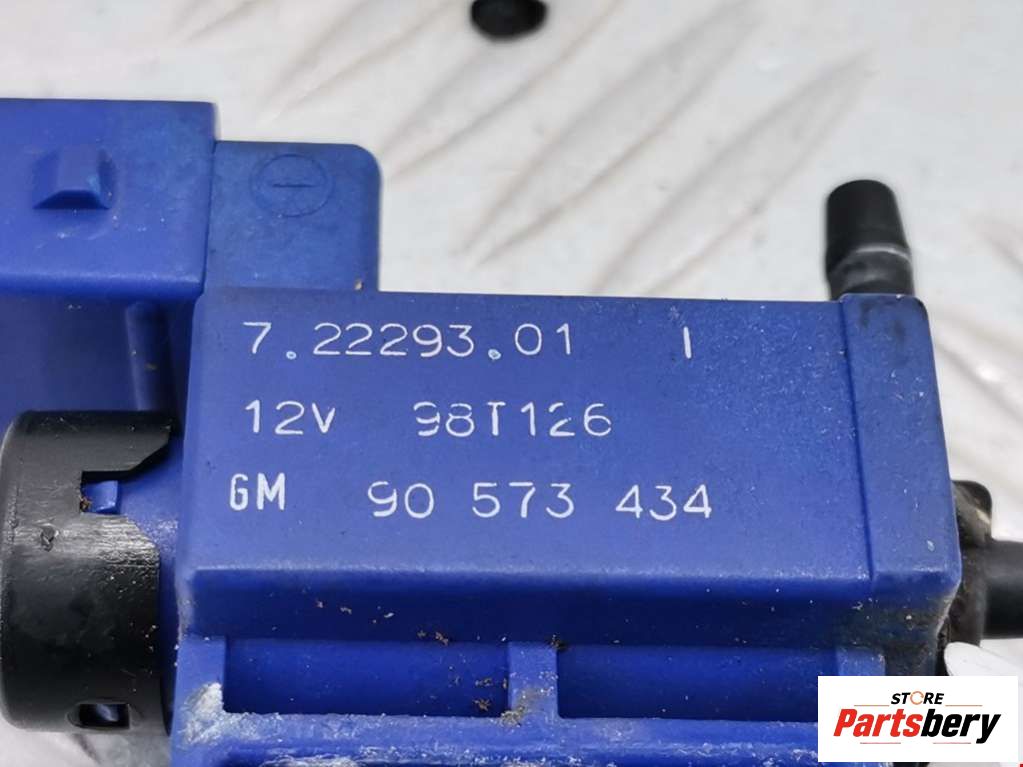 7.22293.01 I
12V 98T126
GM 90 573 434
STORE
Partsbery